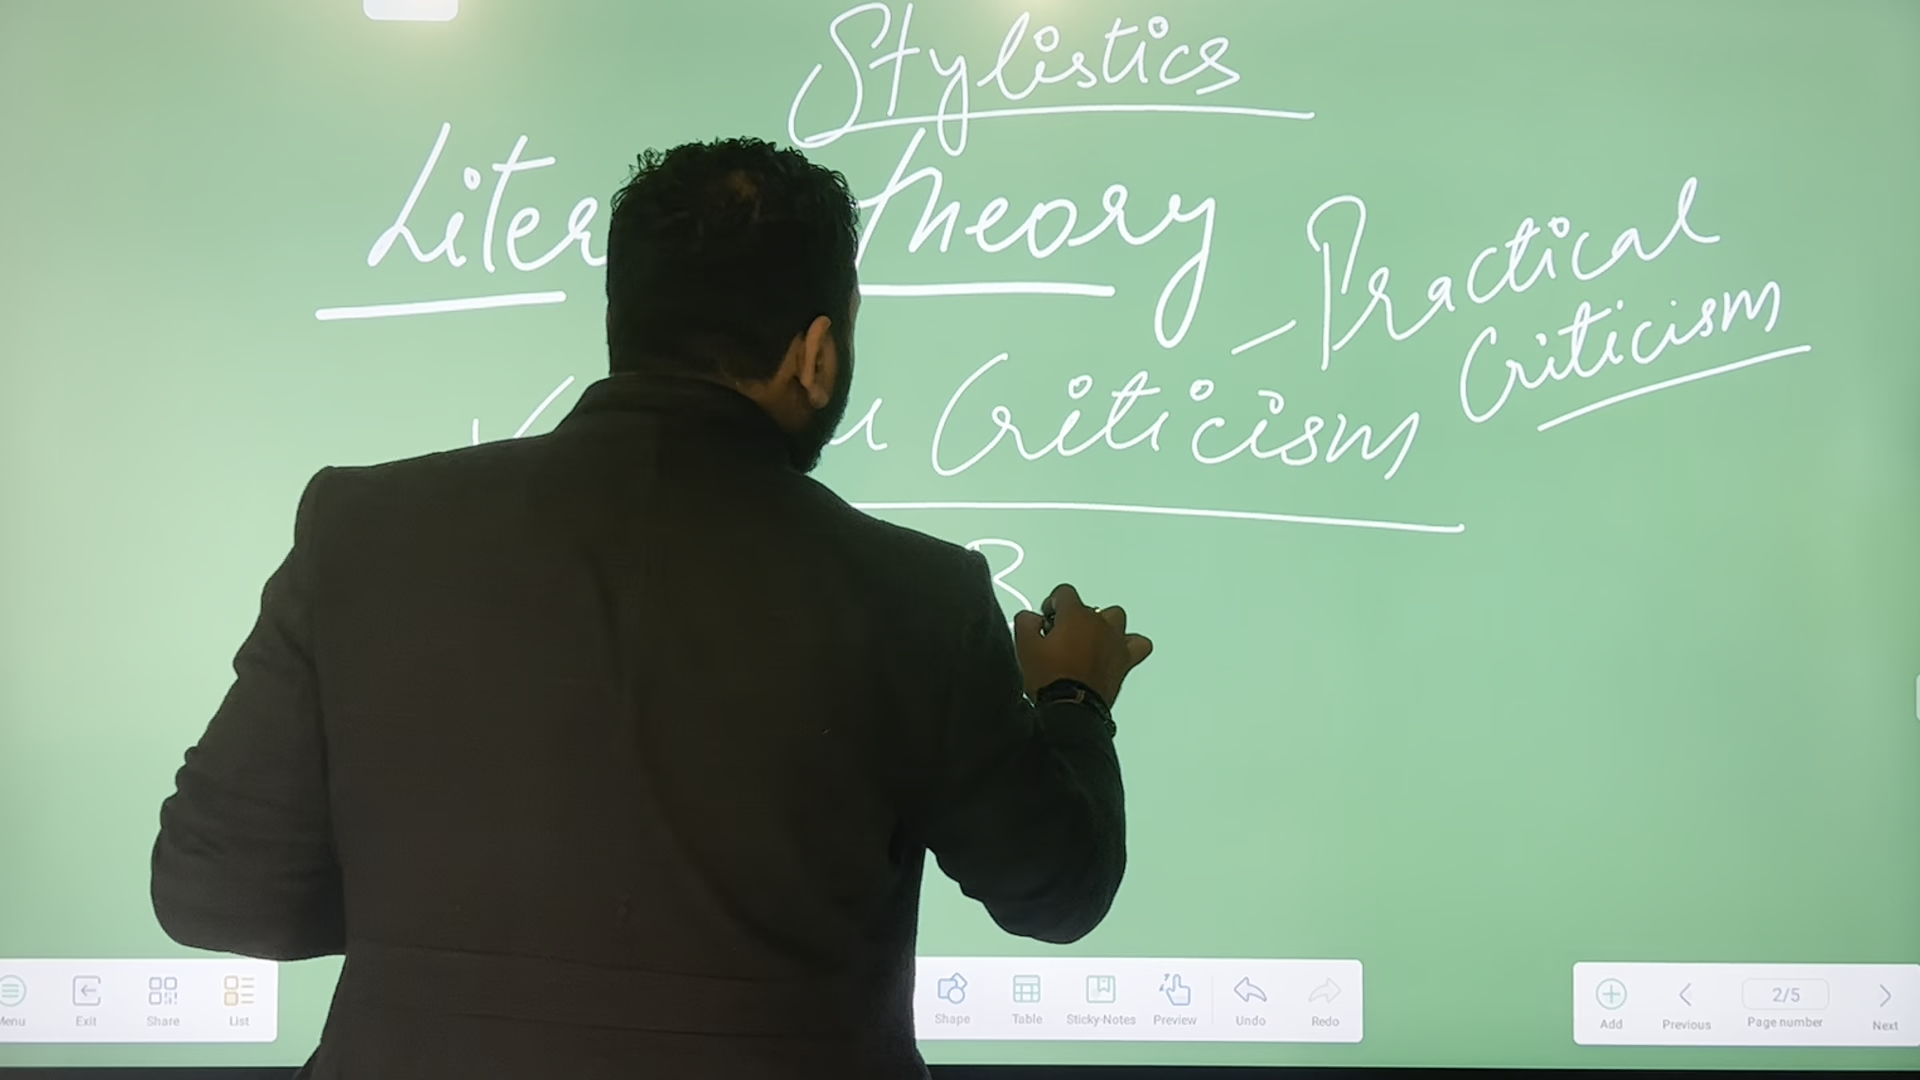 Stylistics
Theory
- Practical
Criticism
Criticism
Exit Share List Shape Table Sticky-Notes Preview Undo Redo Add Previous 2/5 Page number Next